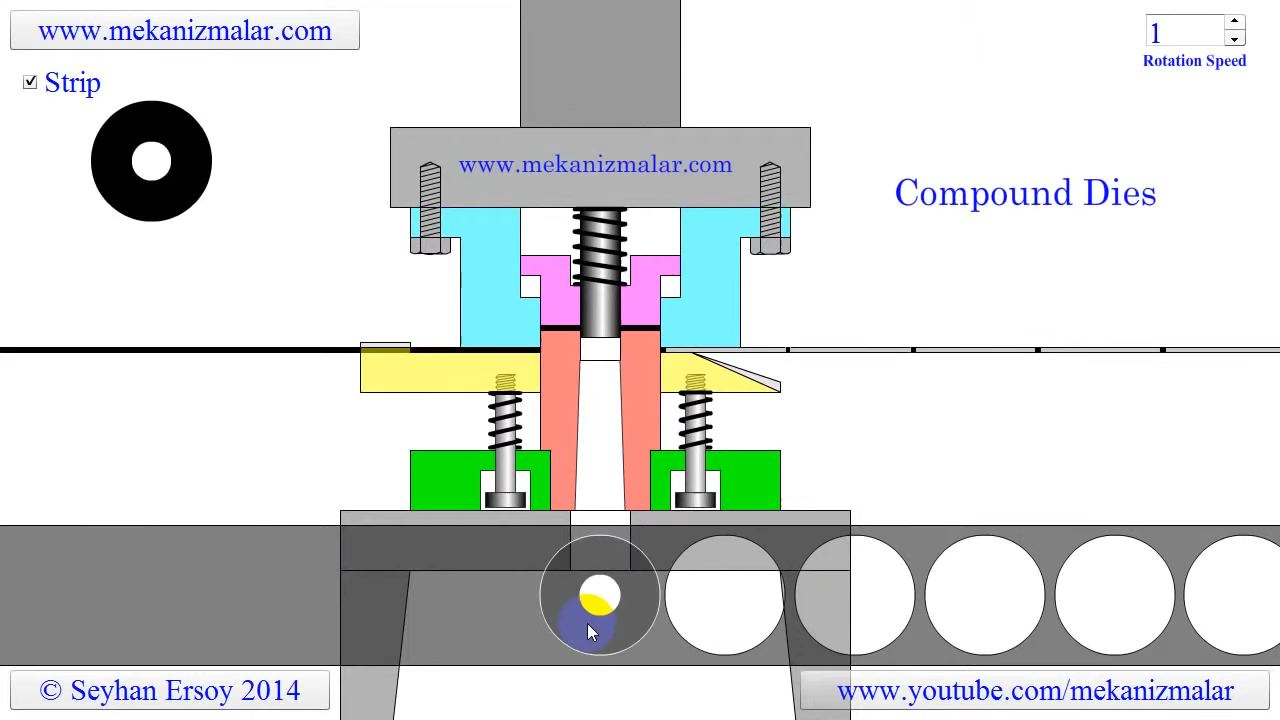 www.mekanizmalar.com
1
Rotation Speed
Strip
www.mekanizmalar.com
Compound Dies
© Seyhan Ersoy 2014
www.youtube.com/mekanizmalar